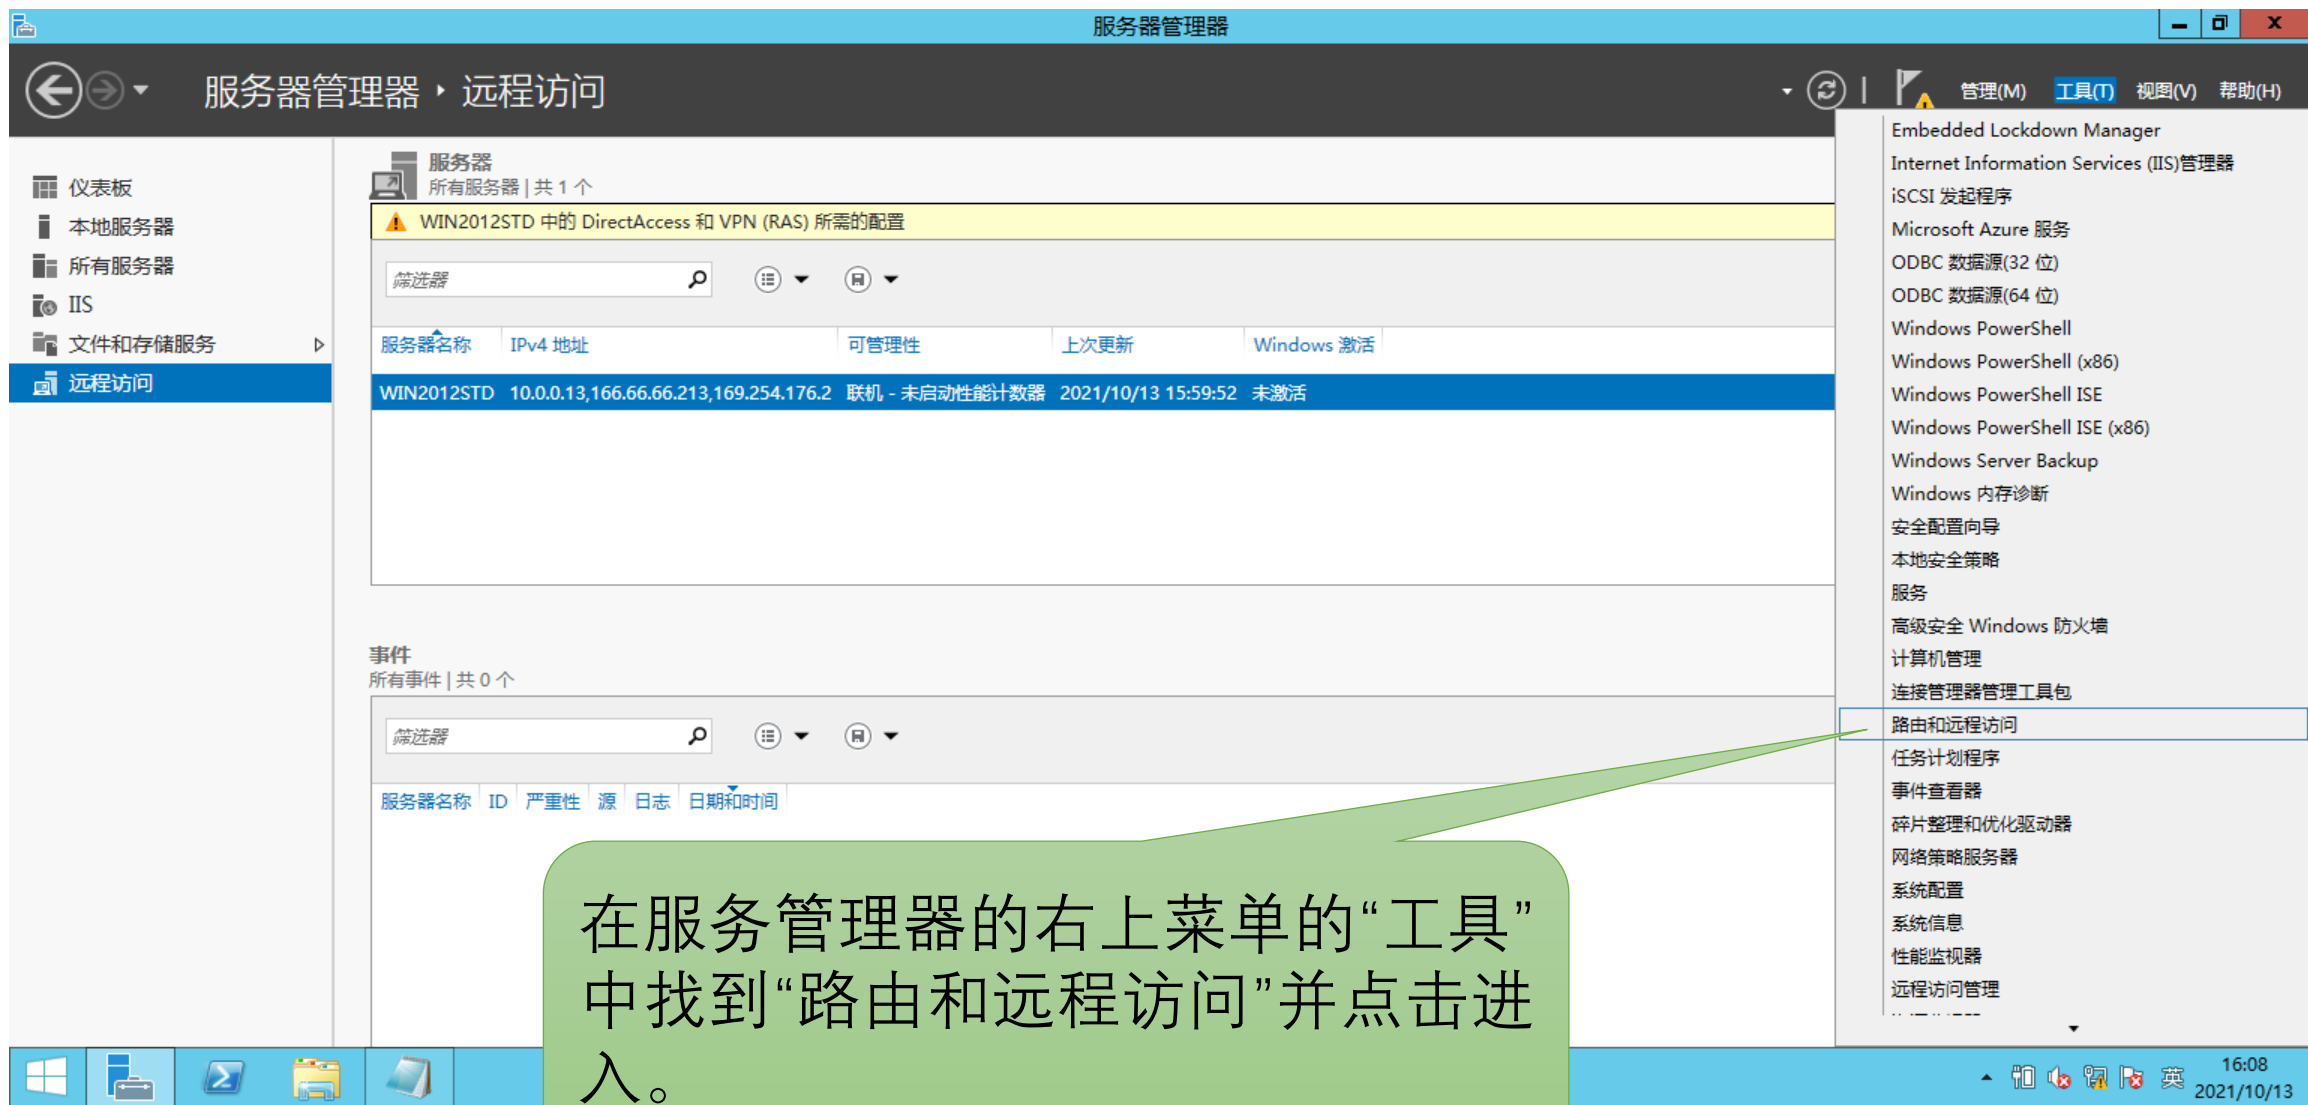 服务器管理器
服务器管理器 · 远程访问
管理(M) 工具(T) 视图(V) 帮助(H)
仪表板
本地服务器
所有服务器
IIS
文件和存储服务
远程访问
服务器
所有服务器 | 共 1 个
WIN2012STD 中的 DirectAccess 和 VPN (RAS) 所需的配置
筛选器
服务器名称 IPv4 地址 可管理性 上次更新 Windows 激活
WIN2012STD 10.0.0.13,166.66.66.213,169.254.176.2 联机 - 未启动性能计数器 2021/10/13 15:59:52 未激活
事件
所有事件 | 共 0 个
筛选器
服务器名称 ID 严重性 源 日志 日期和时间
Embedded Lockdown Manager
Internet Information Services (IIS)管理器
iSCSI 发起程序
Microsoft Azure 服务
ODBC 数据源(32 位)
ODBC 数据源(64 位)
Windows PowerShell
Windows PowerShell (x86)
Windows PowerShell ISE
Windows PowerShell ISE (x86)
Windows Server Backup
Windows 内存诊断
安全配置向导
本地安全策略
服务
高级安全 Windows 防火墙
计算机管理
连接管理器管理工具包
路由和远程访问
任务计划程序
事件查看器
碎片整理和优化驱动器
网络策略服务器
系统配置
系统信息
性能监视器
远程访问管理
在服务管理器的右上菜单的“工具”
中找到“路由和远程访问”并点击进
入。
英
16:08
2021/10/13